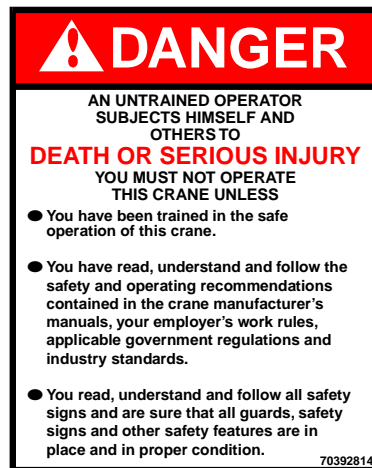 DANGER
AN UNTRAINED OPERATOR
SUBJECTS HIMSELF AND
OTHERS TO
DEATH OR SERIOUS INJURY
YOU MUST NOT OPERATE
THIS CRANE UNLESS
● You have been trained in the safe
operation of this crane.
● You have read, understand and follow the
safety and operating recommendations
contained in the crane manufacturer's
manuals, your employer's work rules,
applicable government regulations and
industry standards.
● You read, understand and follow all safety
signs and are sure that all guards, safety
signs and other safety features are in
place and in proper condition.
70392814